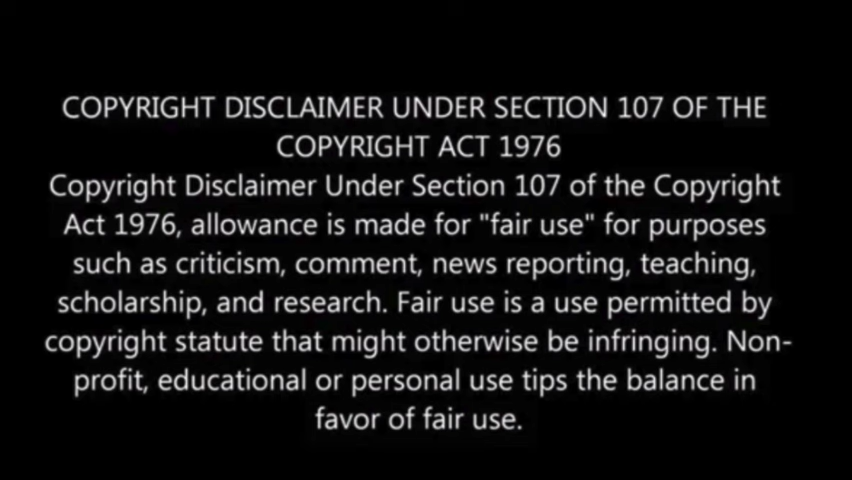 COPYRIGHT DISCLAIMER UNDER SECTION 107 OF THE
COPYRIGHT ACT 1976
Copyright Disclaimer Under Section 107 of the Copyright
Act 1976, allowance is made for "fair use" for purposes
such as criticism, comment, news reporting, teaching,
scholarship, and research. Fair use is a use permitted by
copyright statute that might otherwise be infringing. Non-
profit, educational or personal use tips the balance in
favor of fair use.